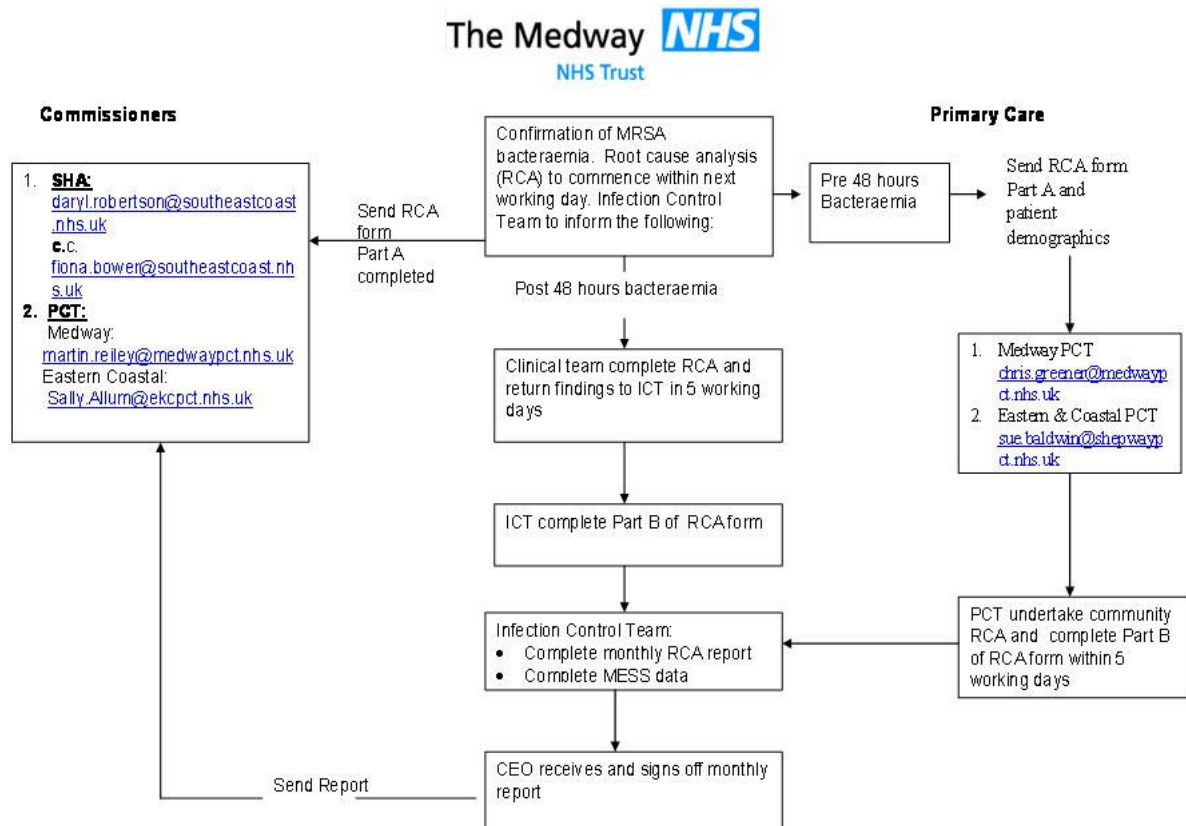 The Medway NHS
NHS Trust
Commissioners
Primary Care
1. SHA:
daryl.robertson@southeastcoast
.nhs.uk
c.c.
fiona.bower@southeastcoast.nh
s.uk
2. PCT:
Medway:
martin.reiley@medwaypct.nhs.uk
Eastern Coastal:
Sally.Allum@ekcpct.nhs.uk
Send RCA
form
Part A
completed
Confirmation of MRSA
bacteraemia. Root cause analysis
(RCA) to commence within next
working day. Infection Control
Team to inform the following:
Pre 48 hours
Bacteraemia
Send RCA form
Part A and
patient
demographics
Post 48 hours bacteraemia
Clinical team complete RCA and
return findings to ICT in 5 working
days
1. Medway PCT
chris.greener@medwayp
ct.nhs.uk
2. Eastern & Coastal PCT
sue.baldwin@shepwayp
ct.nhs.uk
ICT complete Part B of RCA form
Infection Control Team:
• Complete monthly RCA report
• Complete MESS data
PCT undertake community
RCA and complete Part B
of RCA form within 5
working days
CEO receives and signs off monthly
report
Send Report